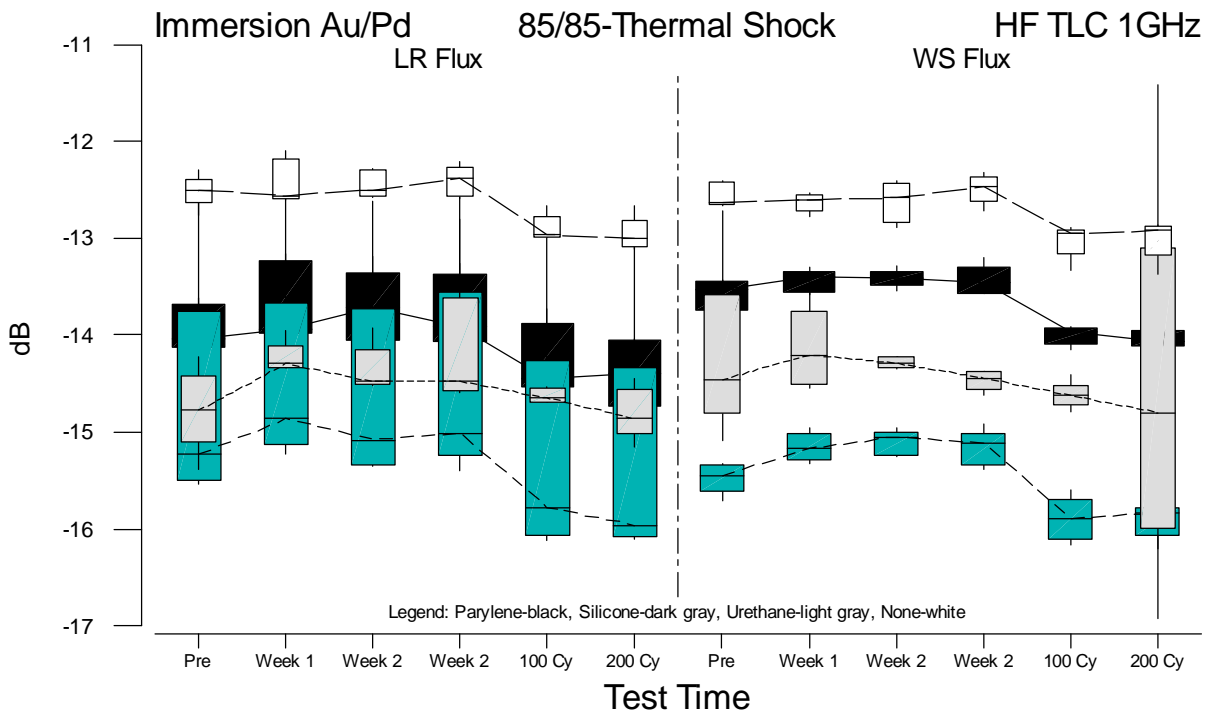 Immersion Au/Pd 85/85-Thermal Shock HF TLC 1GHz
LR Flux WS Flux
-11
-12
-13
-14
-15
-16
-17
dB
Legend: Parylene-black, Silicone-dark gray, Urethane-light gray, None-white
Pre Week 1 Week 2 Week 2 100 Cy 200 Cy Pre Week 1 Week 2 Week 2 100 Cy 200 Cy
Test Time